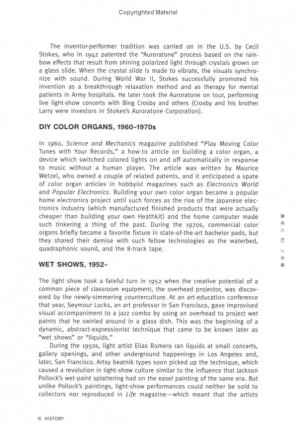 Copyrighted Material
The inventor-performer tradition was carried on in the U.S. by Cecil
Stokes, who in 1942 patented the "Auroratone" process based on the rain-
bow effects that result from shining polarized light through crystals grown on
a glass slide. When the crystal slide is made to vibrate, the visuals synchro-
nize with sound. During World War II, Stokes successfully promoted his
invention as a breakthrough relaxation method and as therapy for mental
patients in Army hospitals. He later took the Auroratone on tour, performing
live light-show concerts with Bing Crosby and others (Crosby and his brother
Larry were investors in Stokes's Auroratone Corporation).
DIY COLOR ORGANS, 1960–1970s
In 1960, Science and Mechanics magazine published "Play Moving Color
Tunes with Your Records," a how-to article on building a color organ, a
device which switched colored lights on and off automatically in response
to music without a human player. The article was written by Maurice
Wetzel, who owned a couple of related patents, and it anticipated a spate
of color organ articles in hobbyist magazines such as Electronics World
and Popular Electronics. Building your own color organ became a popular
home electronics project until such forces as the rise of the Japanese elec-
tronics industry (which manufactured finished products that were actually
cheaper than building your own Heathkit) and the home computer made
such tinkering a thing of the past. During the 1970s, commercial color
organs briefly became a favorite fixture in state-of-the-art bachelor pads, but
they shared their demise with such fellow technologies as the waterbed,
quadraphonic sound, and the 8-track tape.
WET SHOWS, 1952–
The light show took a fateful turn in 1952 when the creative potential of a
common piece of classroom equipment, the overhead projector, was discov-
ered by the newly-simmering counterculture. At an art-education conference
that year, Seymour Locks, an art professor in San Francisco, gave improvised
visual accompaniment to a jazz combo by using an overhead to project wet
paints that he swirled around in a glass dish. This was the beginning of a
dynamic, abstract-expressionist technique that came to be known later as
"wet shows" or "liquids."
During the 1950s, light artist Elias Romero ran liquids at small concerts,
gallery openings, and other underground happenings in Los Angeles and,
later, San Francisco. Artsy beatnik types soon picked up the technique, which
caused a revolution in light-show culture similar to the influence that Jackson
Pollock's wet-paint splattering had on the easel painting of the same era. But
unlike Pollock's paintings, light-show performances could neither be sold to
collectors nor reproduced in Life magazine—which meant that the artists
HISTORY